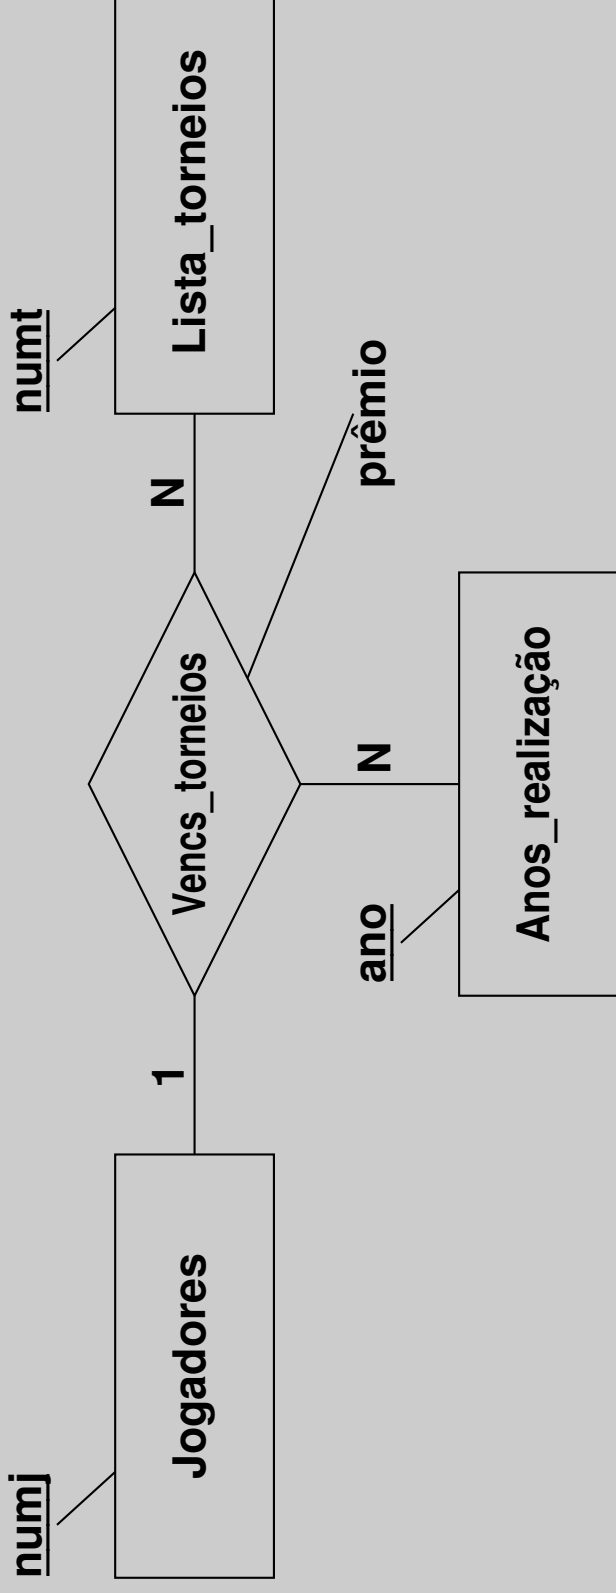 numj
numt
Jogadores
1
Vencs_torneios
N
Lista_torneios
ano
N
prêmio
Anos_realização